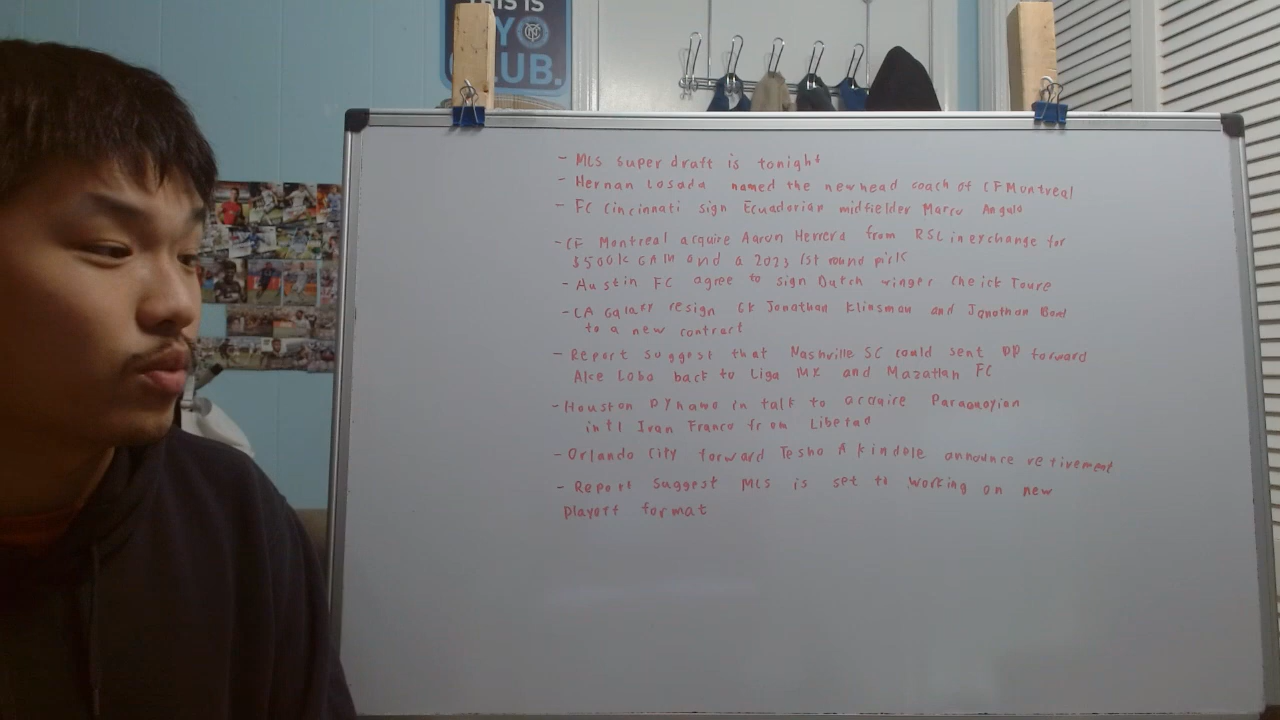 THIS IS
CLUB.
- MLS super draft is tonight
- Hernan Losada named the new head coach of CF Montreal
- FC Cincinnati sign Ecuadorian midfielder Marco Angulo
- CF Montreal acquire Aaron Herrera from RSL in exchange for
$500k GAM and a 2023 1st round pick
- Austin FC agree to sign Dutch winger Cheick Toure
- LA Galaxy resign GK Jonathan Klinsman and Jonathan Bond
to a new contract
- Report suggest that Nashville SC could sent DP forward
Ake Loba back to Liga MX and Mazatlan FC
- Houston Dynamo in talk to acquire Paraguayian
int'l Ivan Franco from Libertad
- Orlando City forward Tesho Akindele announce retirement
- Report suggest MLS is set to working on new
playoff format